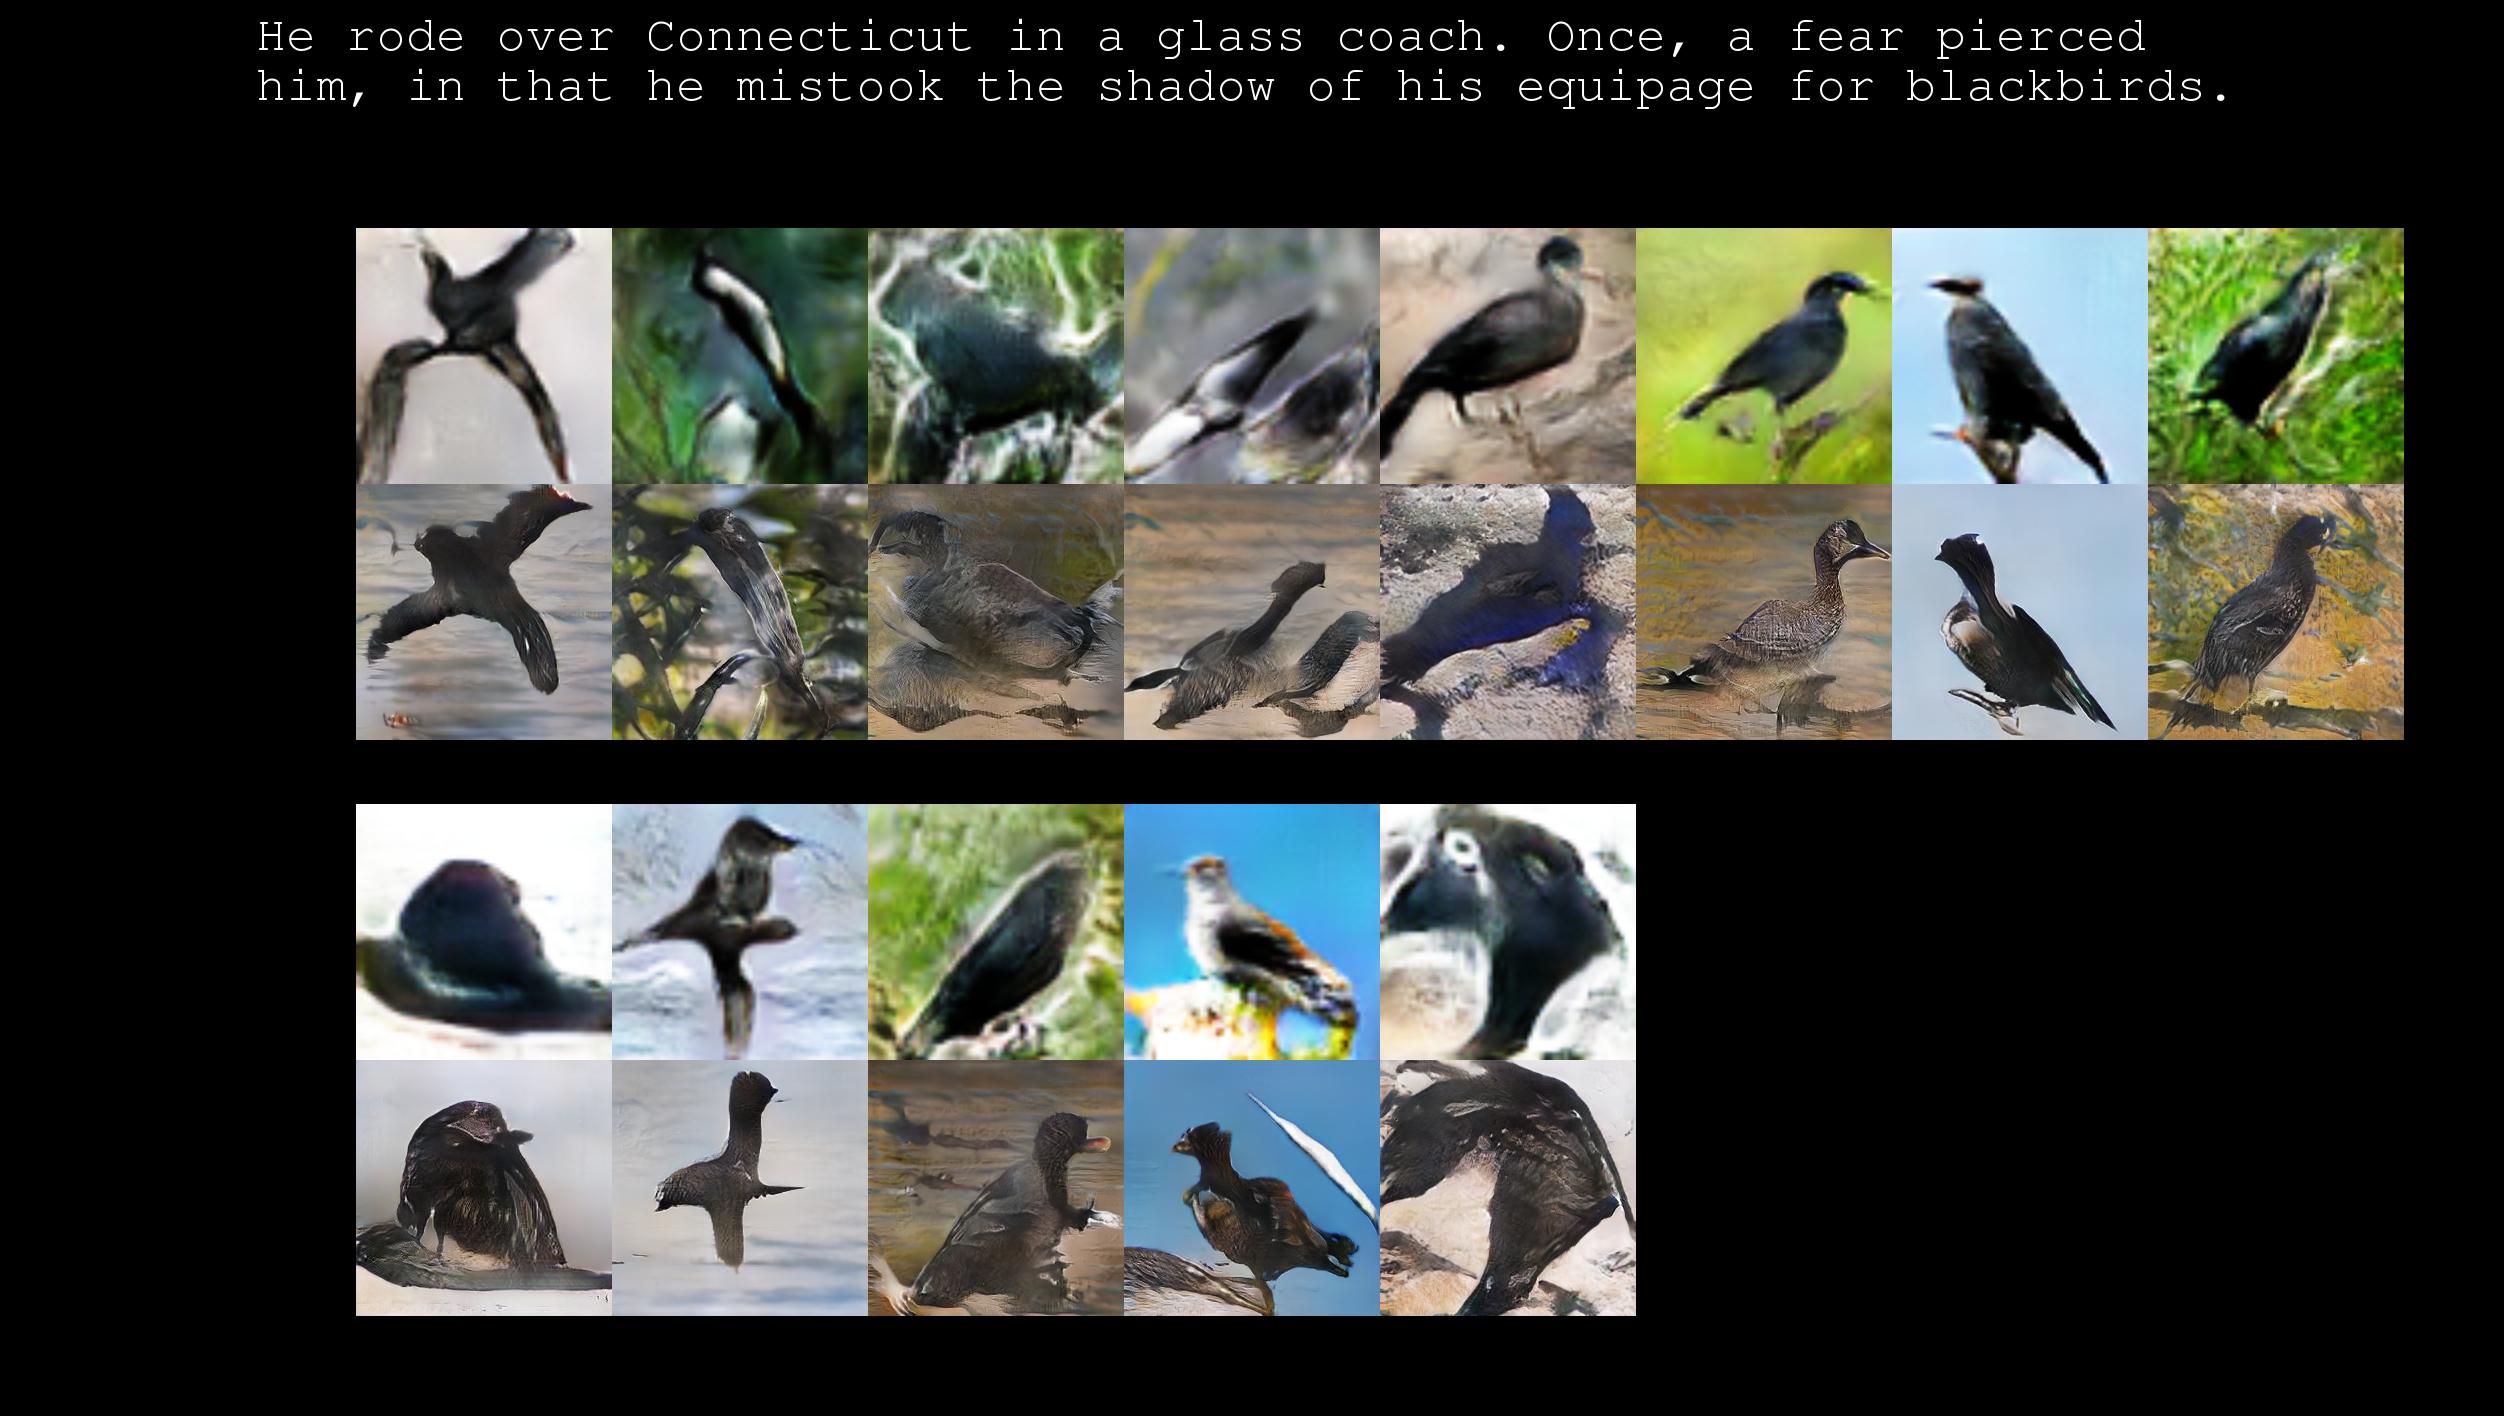 He rode over Connecticut in a glass coach. Once, a fear pierced
him, in that he mistook the shadow of his equipage for blackbirds.